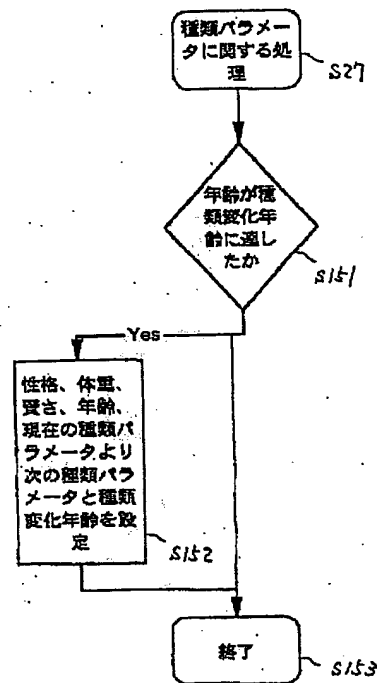 種類パラメ
ータに関する処
理
S27
年齢が種
類変化年
齢に達し
たか
S151
Yes
性格、体重、
賢さ、年齢、
現在の種類パ
ラメータより
次の種類パラ
メータと種類
変化年齢を設
定
S152
終了
S153